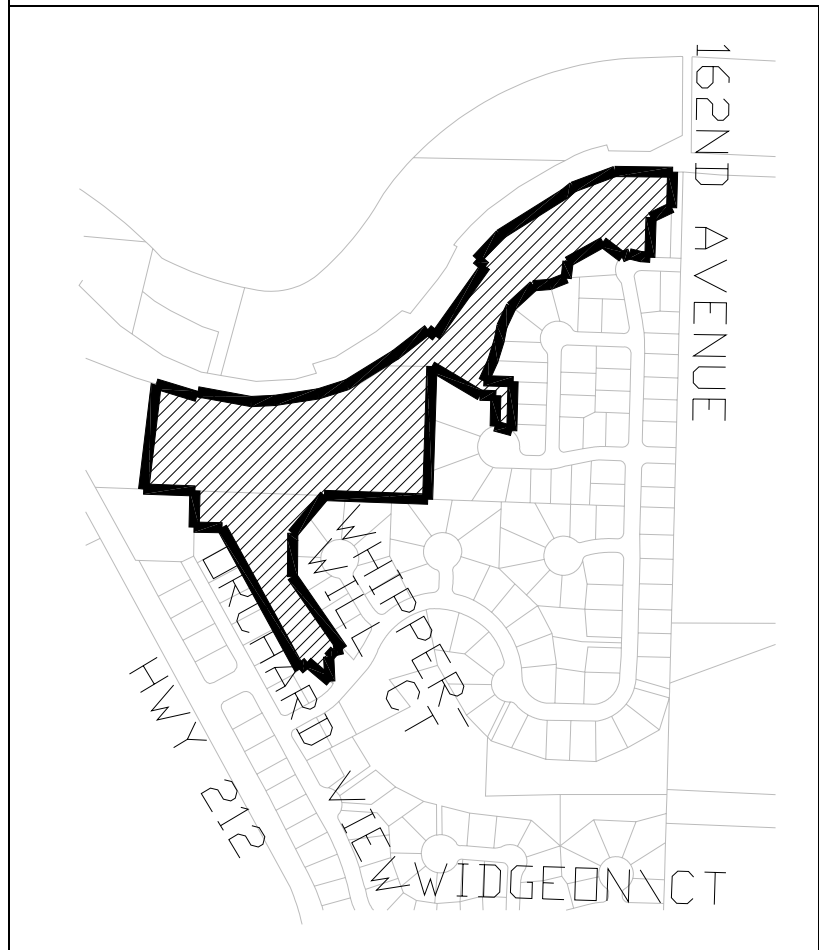 162ND AVENUE
WHIPPER-
WILL
CT
ORCHARD VIEW
HWY 212
WIDGEON\CT